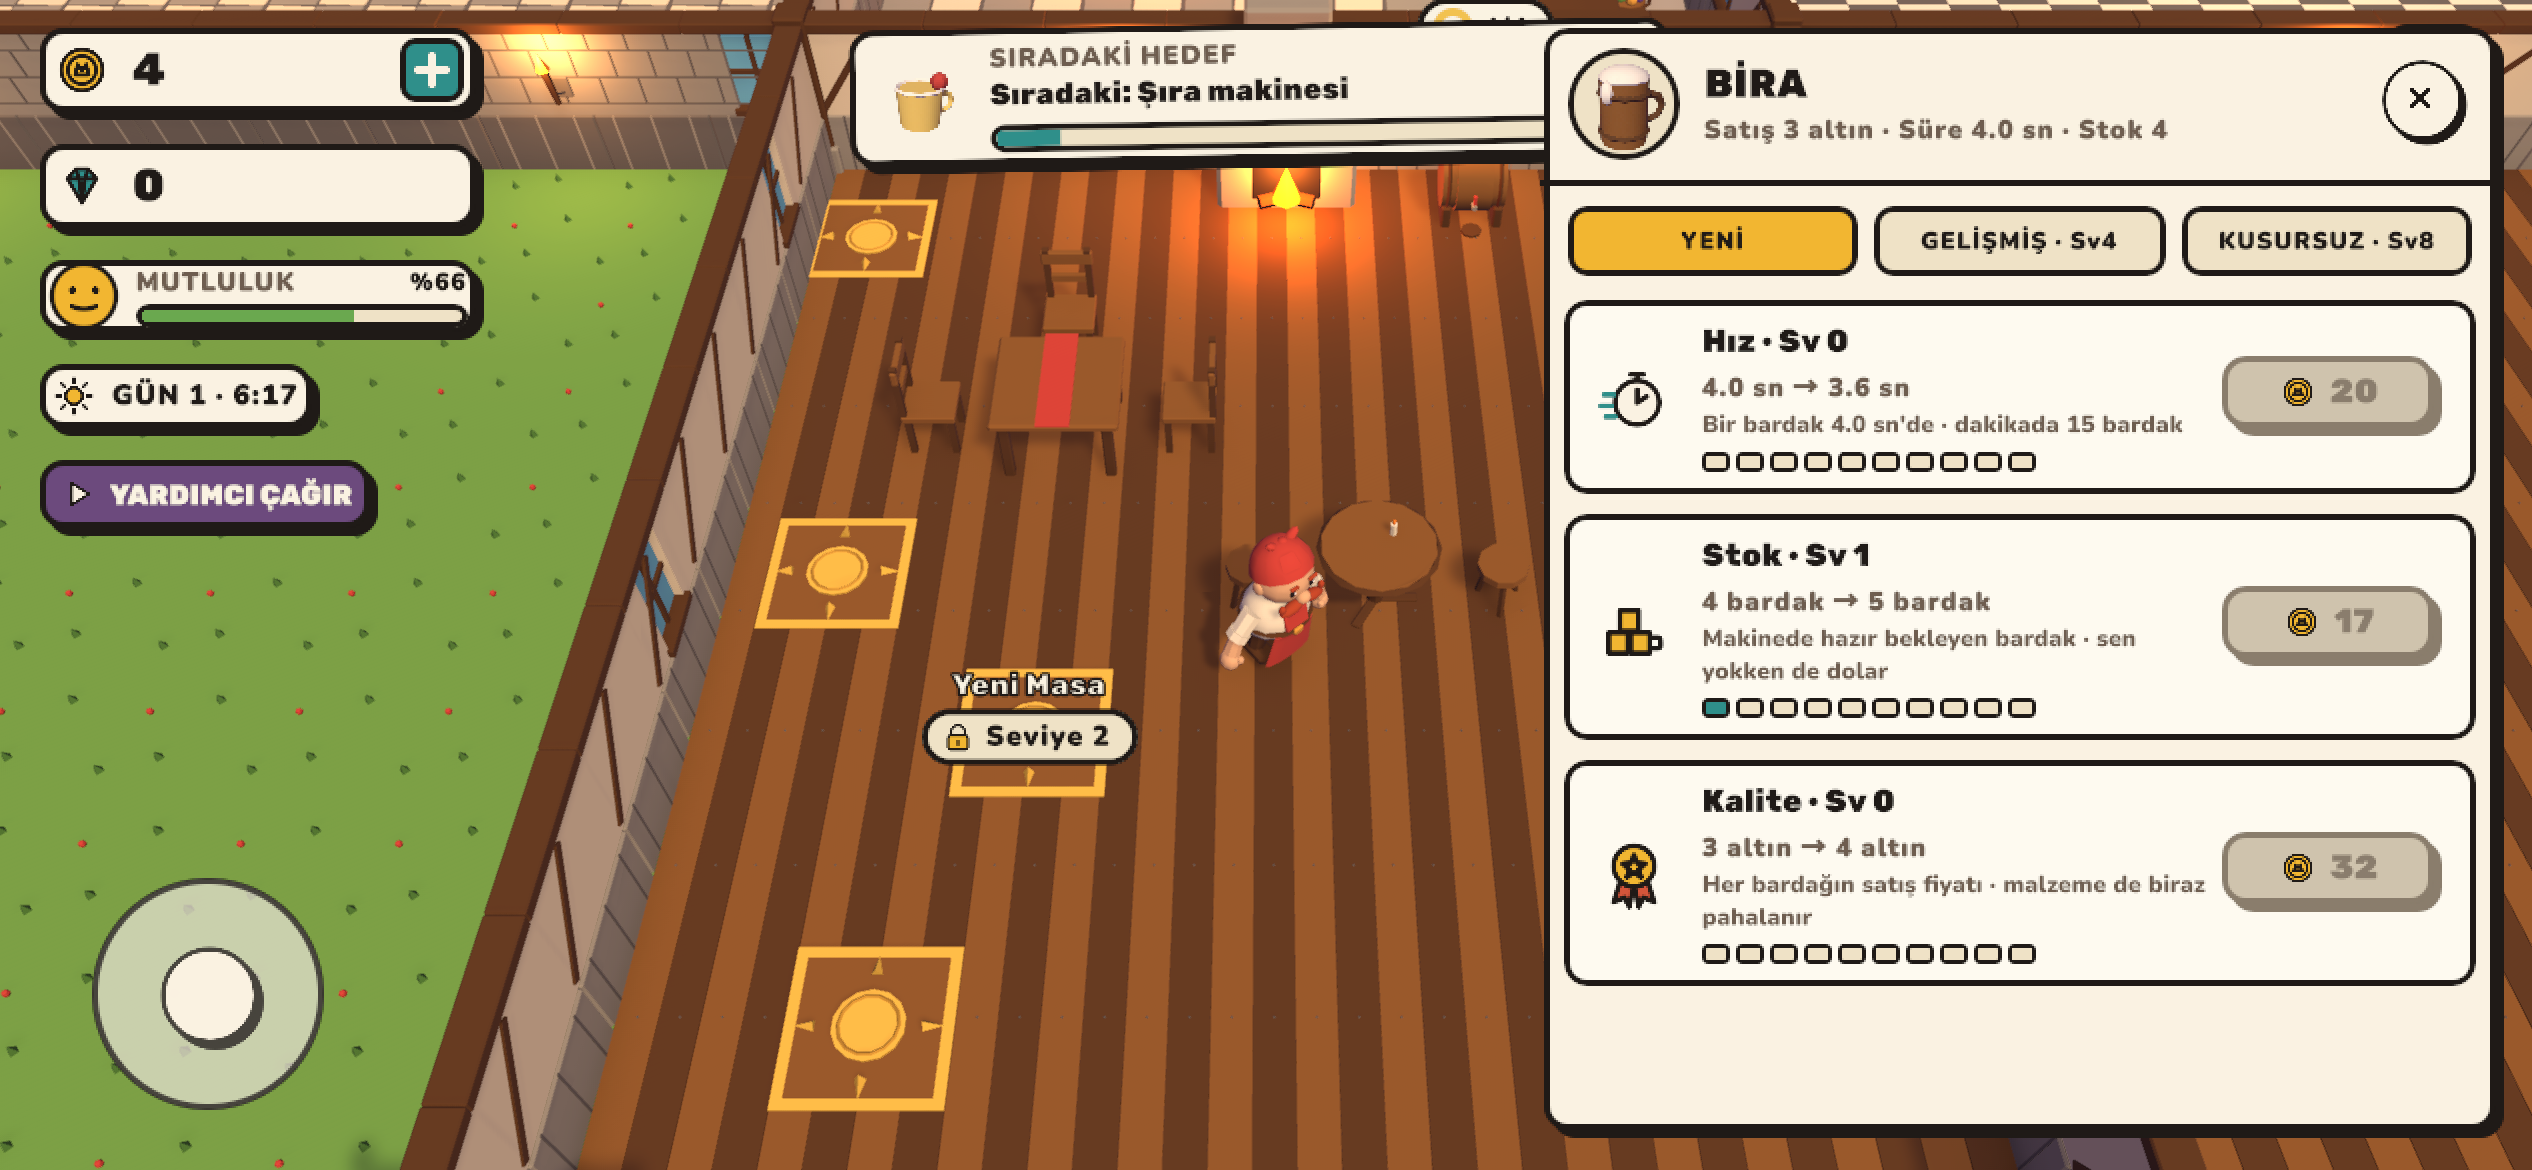 4
0
MUTLULUK %66
GÜN 1 · 6:17
YARDIMCI ÇAĞIR
SIRADAKİ HEDEF
Sıradaki: Şıra makinesi
Yeni Masa
Seviye 2
BİRA
Satış 3 altın · Süre 4.0 sn · Stok 4
YENİ
GELİŞMİŞ · Sv4
KUSURSUZ · Sv8
Hız · Sv 0
4.0 sn → 3.6 sn
Bir bardak 4.0 sn'de · dakikada 15 bardak
20
Stok · Sv 1
4 bardak → 5 bardak
Makinede hazır bekleyen bardak · sen
yokken de dolar
17
Kalite · Sv 0
3 altın → 4 altın
Her bardağın satış fiyatı · malzeme de biraz
pahalanır
32